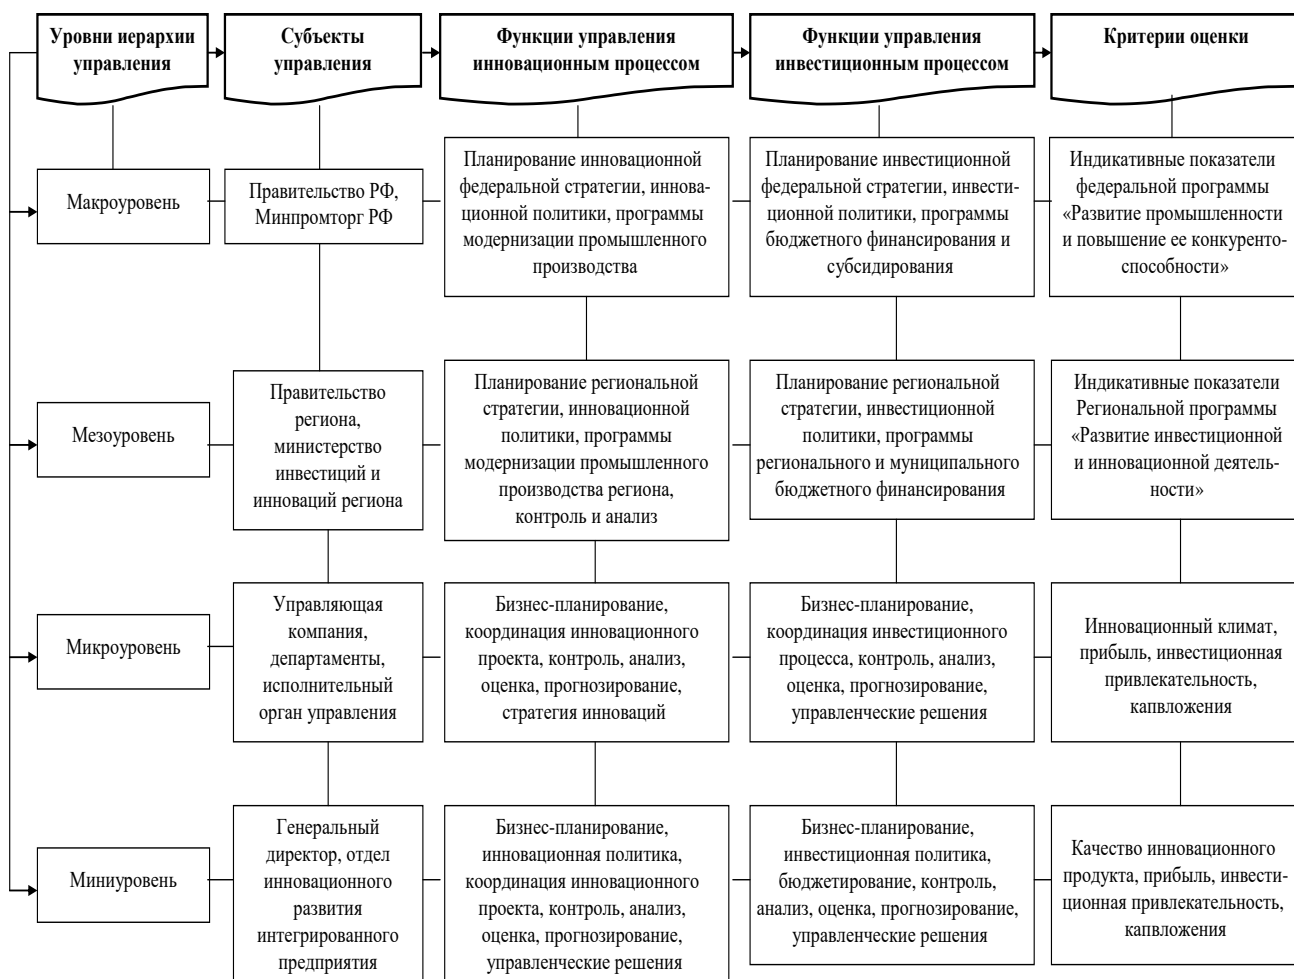 Уровни иерархии
управления
Субъекты
управления
Функции управления
инновационным процессом
Функции управления
инвестиционным процессом
Критерии оценки
Макроуровень
Правительство РФ,
Минпромторг РФ
Планирование инновационной
федеральной стратегии, иннова-
ционной политики, программы
модернизации промышленного
производства
Планирование инвестиционной
федеральной стратегии, инвести-
ционной политики, программы
бюджетного финансирования и
субсидирования
Индикативные показатели
федеральной программы
«Развитие промышленности
и повышение ее конкуренто-
способности»
Мезоуровень
Правительство
региона,
министерство
инвестиций и
инноваций региона
Планирование региональной
стратегии, инновационной
политики, программы
модернизации промышленного
производства региона,
контроль и анализ
Планирование региональной
стратегии, инвестиционной
политики, программы
регионального и муниципального
бюджетного финансирования
Индикативные показатели
Региональной программы
«Развитие инвестиционной
и инновационной деятель-
ности»
Микроуровень
Управляющая
компания,
департаменты,
исполнительный
орган управления
Бизнес-планирование,
координация инновационного
проекта, контроль, анализ,
оценка, прогнозирование,
стратегия инноваций
Бизнес-планирование,
координация инвестиционного
процесса, контроль, анализ,
оценка, прогнозирование,
управленческие решения
Инновационный климат,
прибыль, инвестиционная
привлекательность,
капвложения
Миниуровень
Генеральный
директор, отдел
инновационного
развития
интегрированного
предприятия
Бизнес-планирование,
инновационная политика,
координация инновационного
проекта, контроль, анализ,
оценка, прогнозирование,
управленческие решения
Бизнес-планирование,
инвестиционная политика,
бюджетирование, контроль,
анализ, оценка, прогнозирование,
управленческие решения
Качество инновационного
продукта, прибыль, инвести-
ционная привлекательность,
капвложения